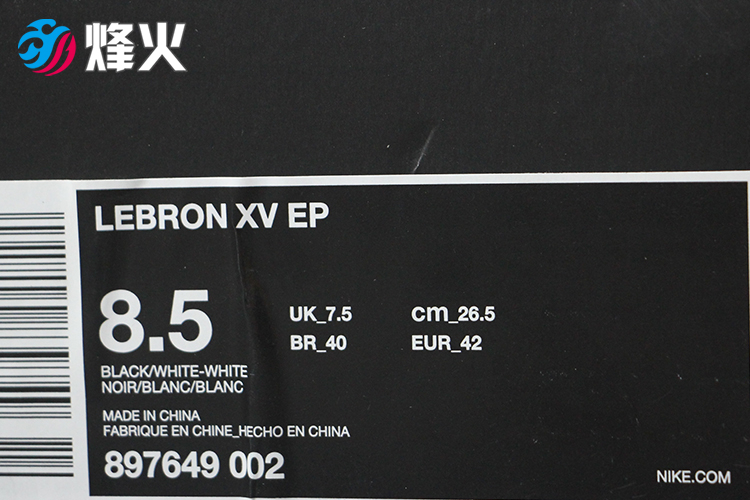 烽火
LEBRON XV EP
8.5
UK_7.5 cm_26.5
BR_40 EUR_42
BLACK/WHITE-WHITE
NOIR/BLANC/BLANC
MADE IN CHINA
FABRIQUE EN CHINE_HECHO EN CHINA
897649 002
NIKE.COM